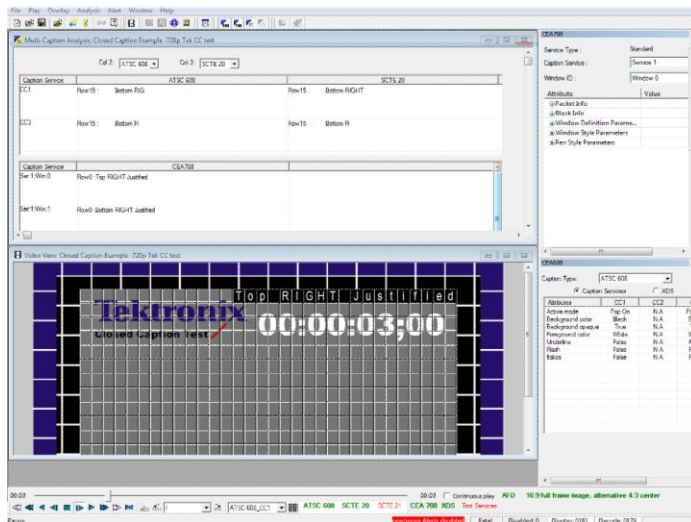 File Play Overlay Analysis Alert Window Help
Multi-Caption Analysis: Closed Caption Example -720p Tek CC test
Col 2: ATSC 608 Col 3: SCTE 20
Caption Service ATSC 608 SCTE 20
CC1 Row15 : Bottom RIG Row15 : Bottom RIGHT
CC3 Row15 : Bottom R Row15 : Bottom R
Caption Service CEA708
Ser:1;Win:0 Row0 :Top RIGHT Justified
Ser:1;Win:1 Row0 :Bottom RIGHT Justified
Video View: Closed Caption Example -720p Tek CC test
Top RIGHT Justified
Tektronix
00:00:03;00
Closed Caption Test
CEA708
Service Type : Standard
Caption Service : Service 1
Window ID : Window 0
Attribute Value
Packet Info
Block Info
Window Definition Parame...
Window Style Parameters
Pen Style Parameters
CEA608
Caption Type: ATSC 608
Caption Services XDS
Attributes CC1 CC2
Active mode Pop On N.A
Background color Black N.A
Background opaque True N.A
Foreground color White N.A
Underline False N.A
Flash False N.A
Italics False N.A
00:03 00:03 Continuous play AFD 16:9 full frame image, alternative 4:3 center
ATSC 608_CC1 ATSC 608 SCTE 20 SCTE 21 CEA 708 XDS Text Services
Pause Fatal Disabled: 0 Display: 0181 Decode: 0179